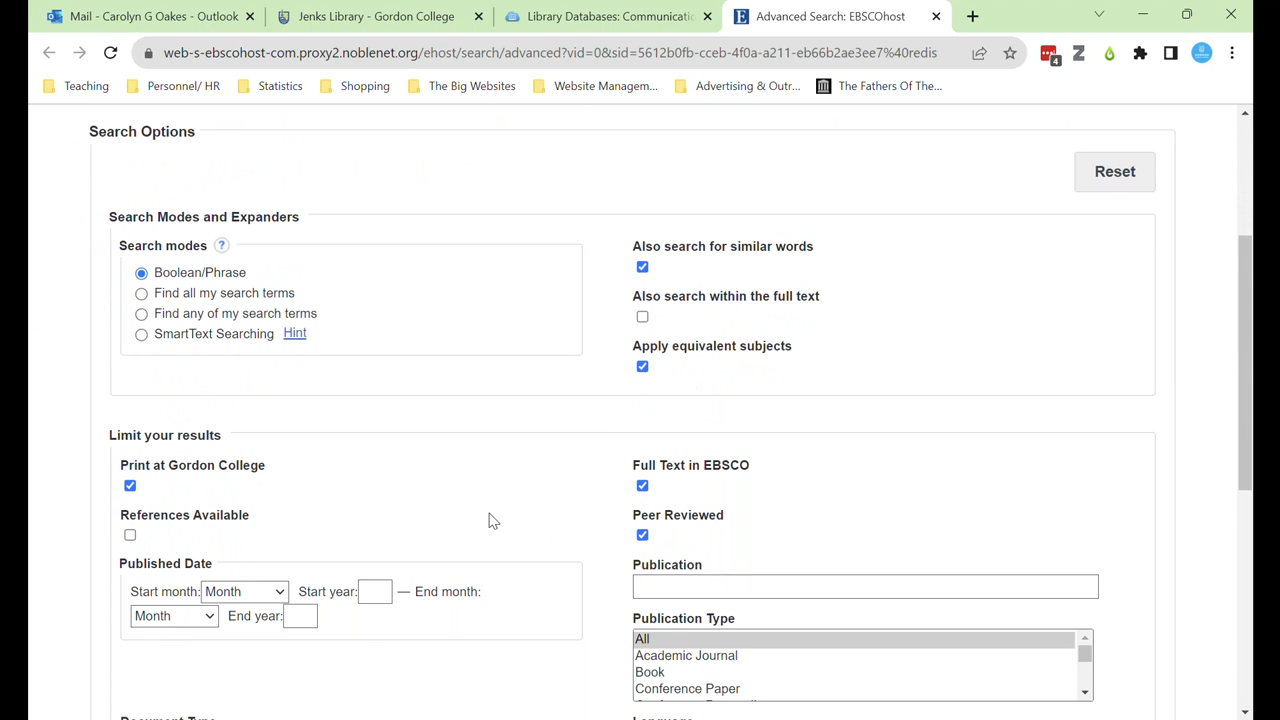 Mail - Carolyn G Oakes - Outlook
Jenks Library - Gordon College
Library Databases: Communicatic
Advanced Search: EBSCOhost
web-s-ebscohost-com.proxy2.noblenet.org/ehost/search/advanced?vid=0&sid=5612b0fb-cceb-4f0a-a211-eb66b2ae3ee7%40redis
4
Teaching
Personnel/ HR
Statistics
Shopping
The Big Websites
Website Managem...
Advertising & Outr...
The Fathers Of The...
Search Options
Reset
Search Modes and Expanders
Search modes ?
Boolean/Phrase
Find all my search terms
Find any of my search terms
SmartText Searching Hint
Also search for similar words
Also search within the full text
Apply equivalent subjects
Limit your results
Print at Gordon College
References Available
Published Date
Start month: Month Start year: — End month:
Month End year:
Full Text in EBSCO
Peer Reviewed
Publication
Publication Type
All
Academic Journal
Book
Conference Paper